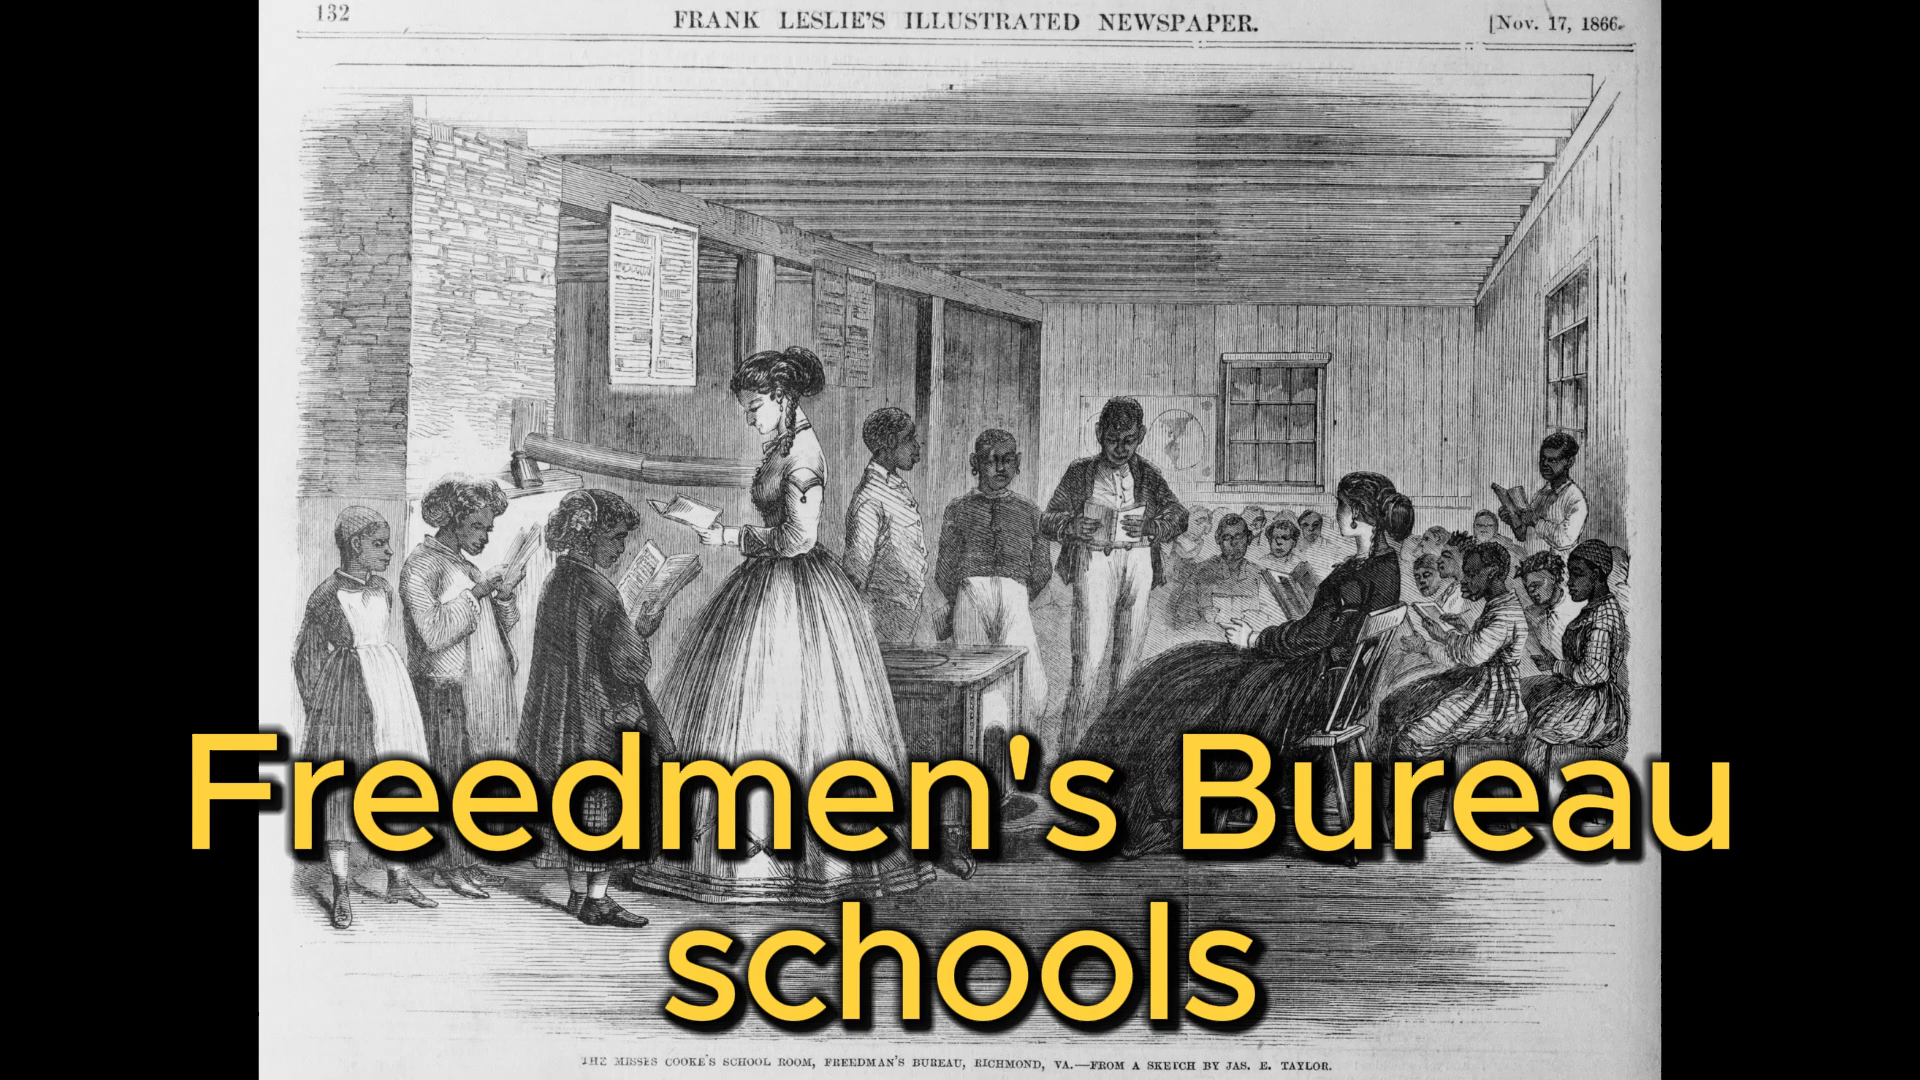 132
FRANK LESLIE'S ILLUSTRATED NEWSPAPER.
[Nov. 17, 1866.
Freedmen's Bureau
schools
THE MISSES COOKE'S SCHOOL ROOM, FREEDMAN'S BUREAU, RICHMOND, VA.—FROM A SKETCH BY JAS. E. TAYLOR.